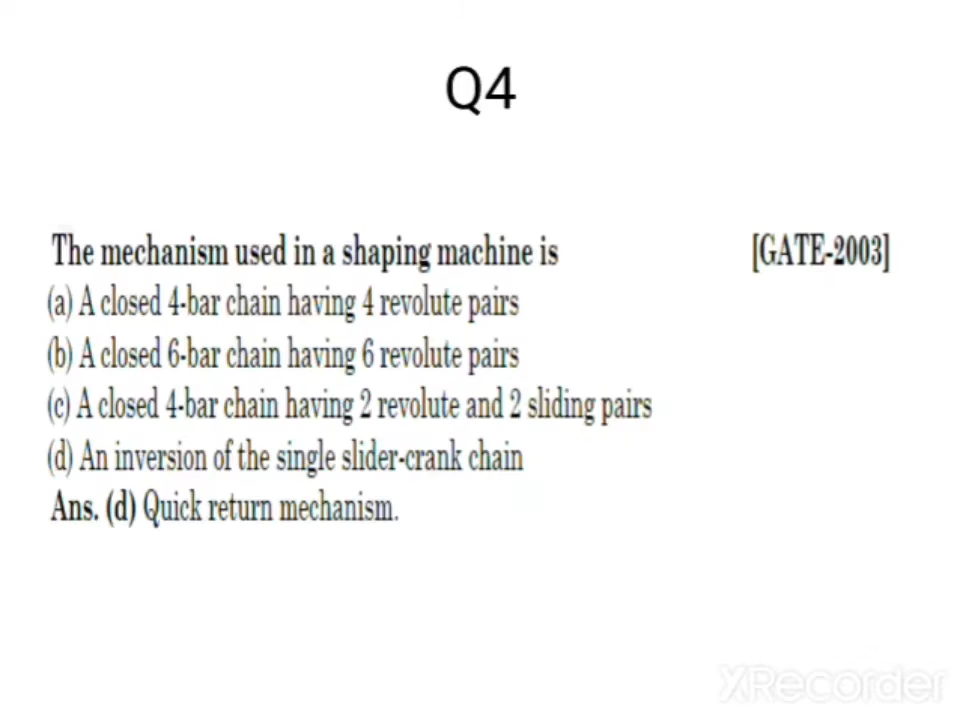 Q4
The mechanism used in a shaping machine is [GATE-2003]
(a) A closed 4-bar chain having 4 revolute pairs
(b) A closed 6-bar chain having 6 revolute pairs
(c) A closed 4-bar chain having 2 revolute and 2 sliding pairs
(d) An inversion of the single slider-crank chain
Ans. (d) Quick return mechanism.
XRecorder